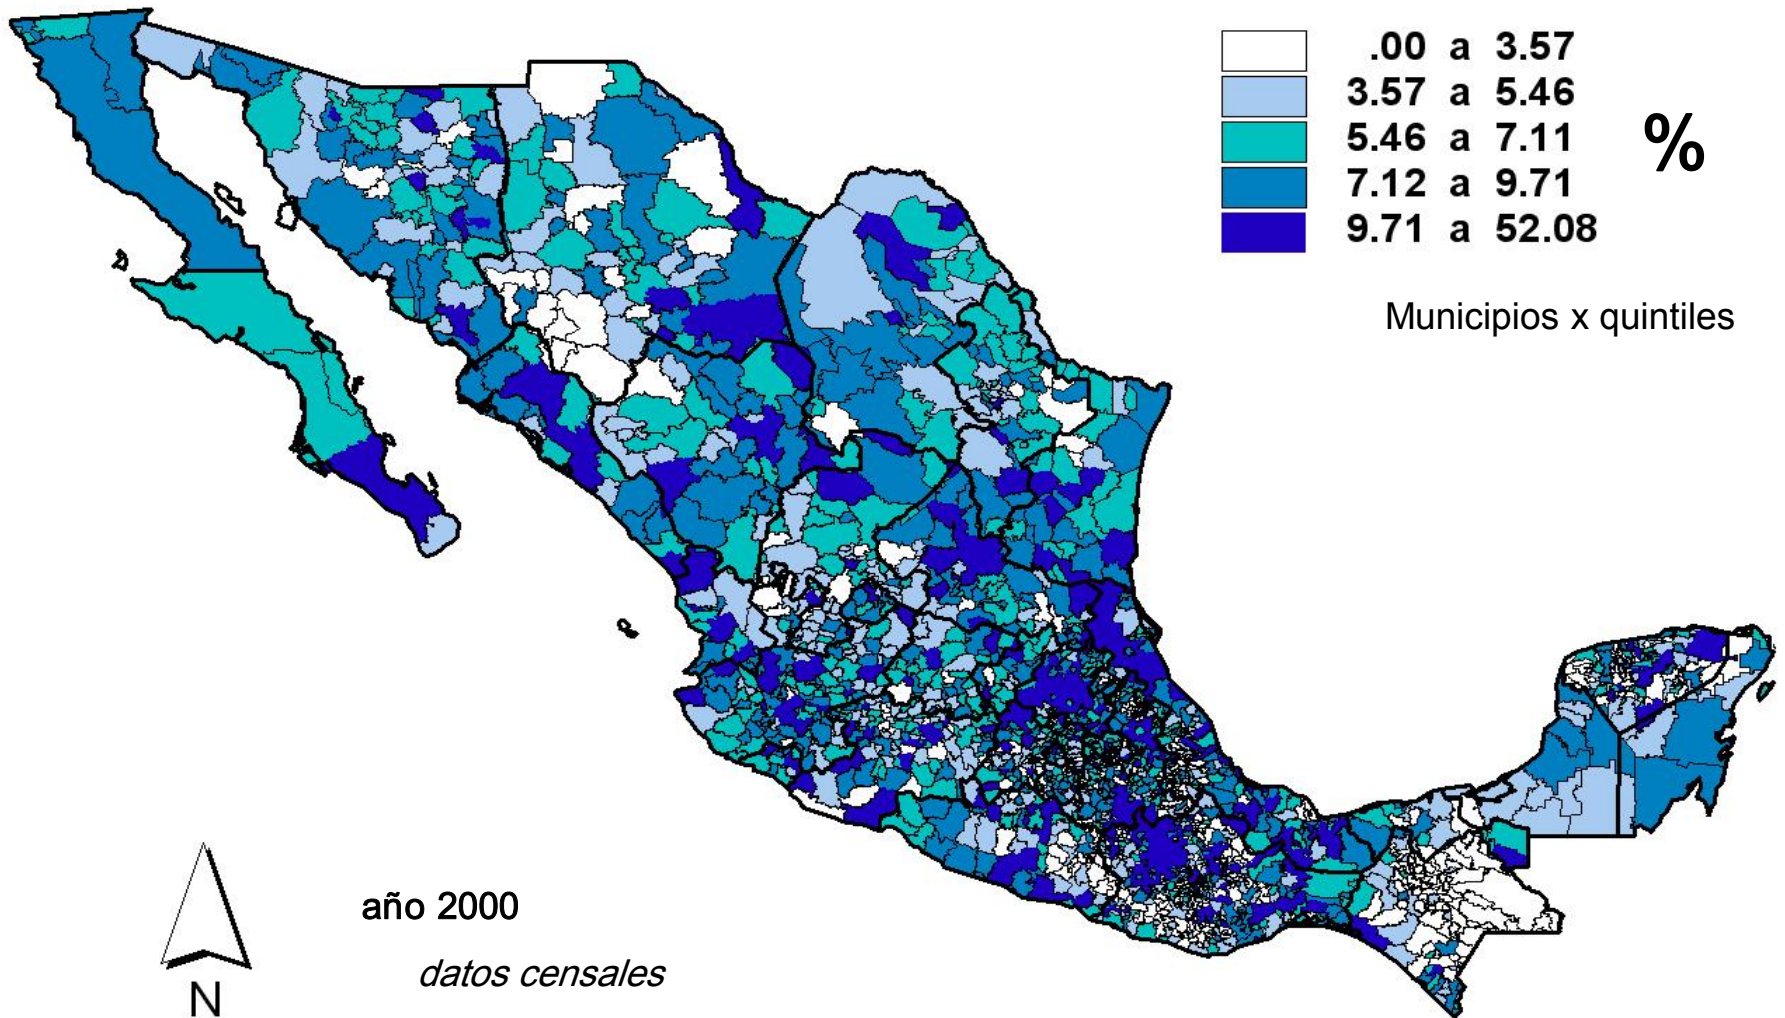 .00 a 3.57
3.57 a 5.46
5.46 a 7.11
7.12 a 9.71
9.71 a 52.08
%
Municipios x quintiles
año 2000
datos censales
N